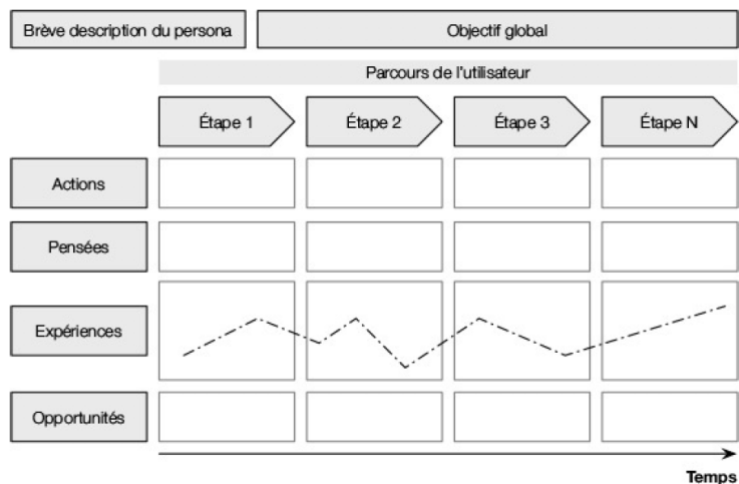 Brève description du persona
Objectif global
Parcours de l'utilisateur
Étape 1
Étape 2
Étape 3
Étape N
Actions
Pensées
Expériences
Opportunités
Temps